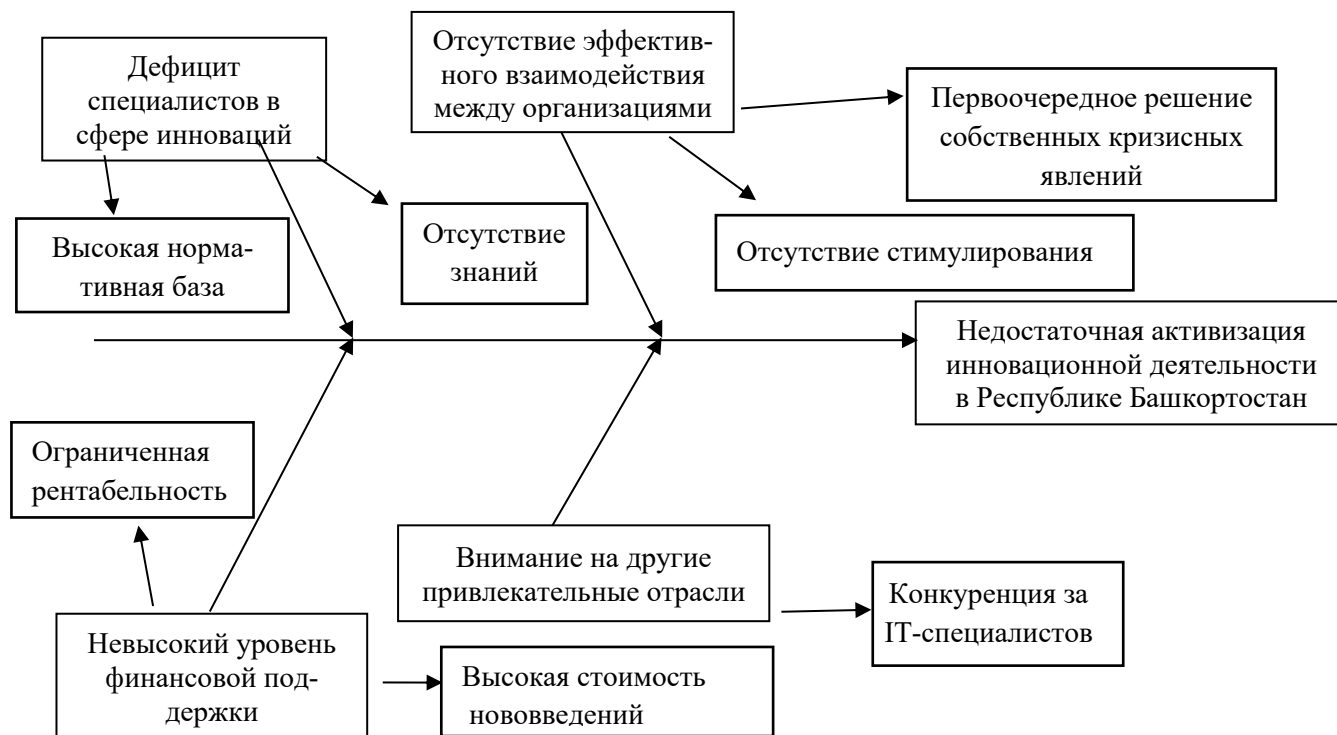 Дефицит
специалистов в
сфере инноваций
Отсутствие эффектив-
ного взаимодействия
между организациями
Первоочередное решение
собственных кризисных
явлений
Высокая норма-
тивная база
Отсутствие
знаний
Отсутствие стимулирования
Недостаточная активизация
инновационной деятельности
в Республике Башкортостан
Ограниченная
рентабельность
Внимание на другие
привлекательные отрасли
Конкуренция за
IT-специалистов
Невысокий уровень
финансовой под-
держки
Высокая стоимость
нововведений